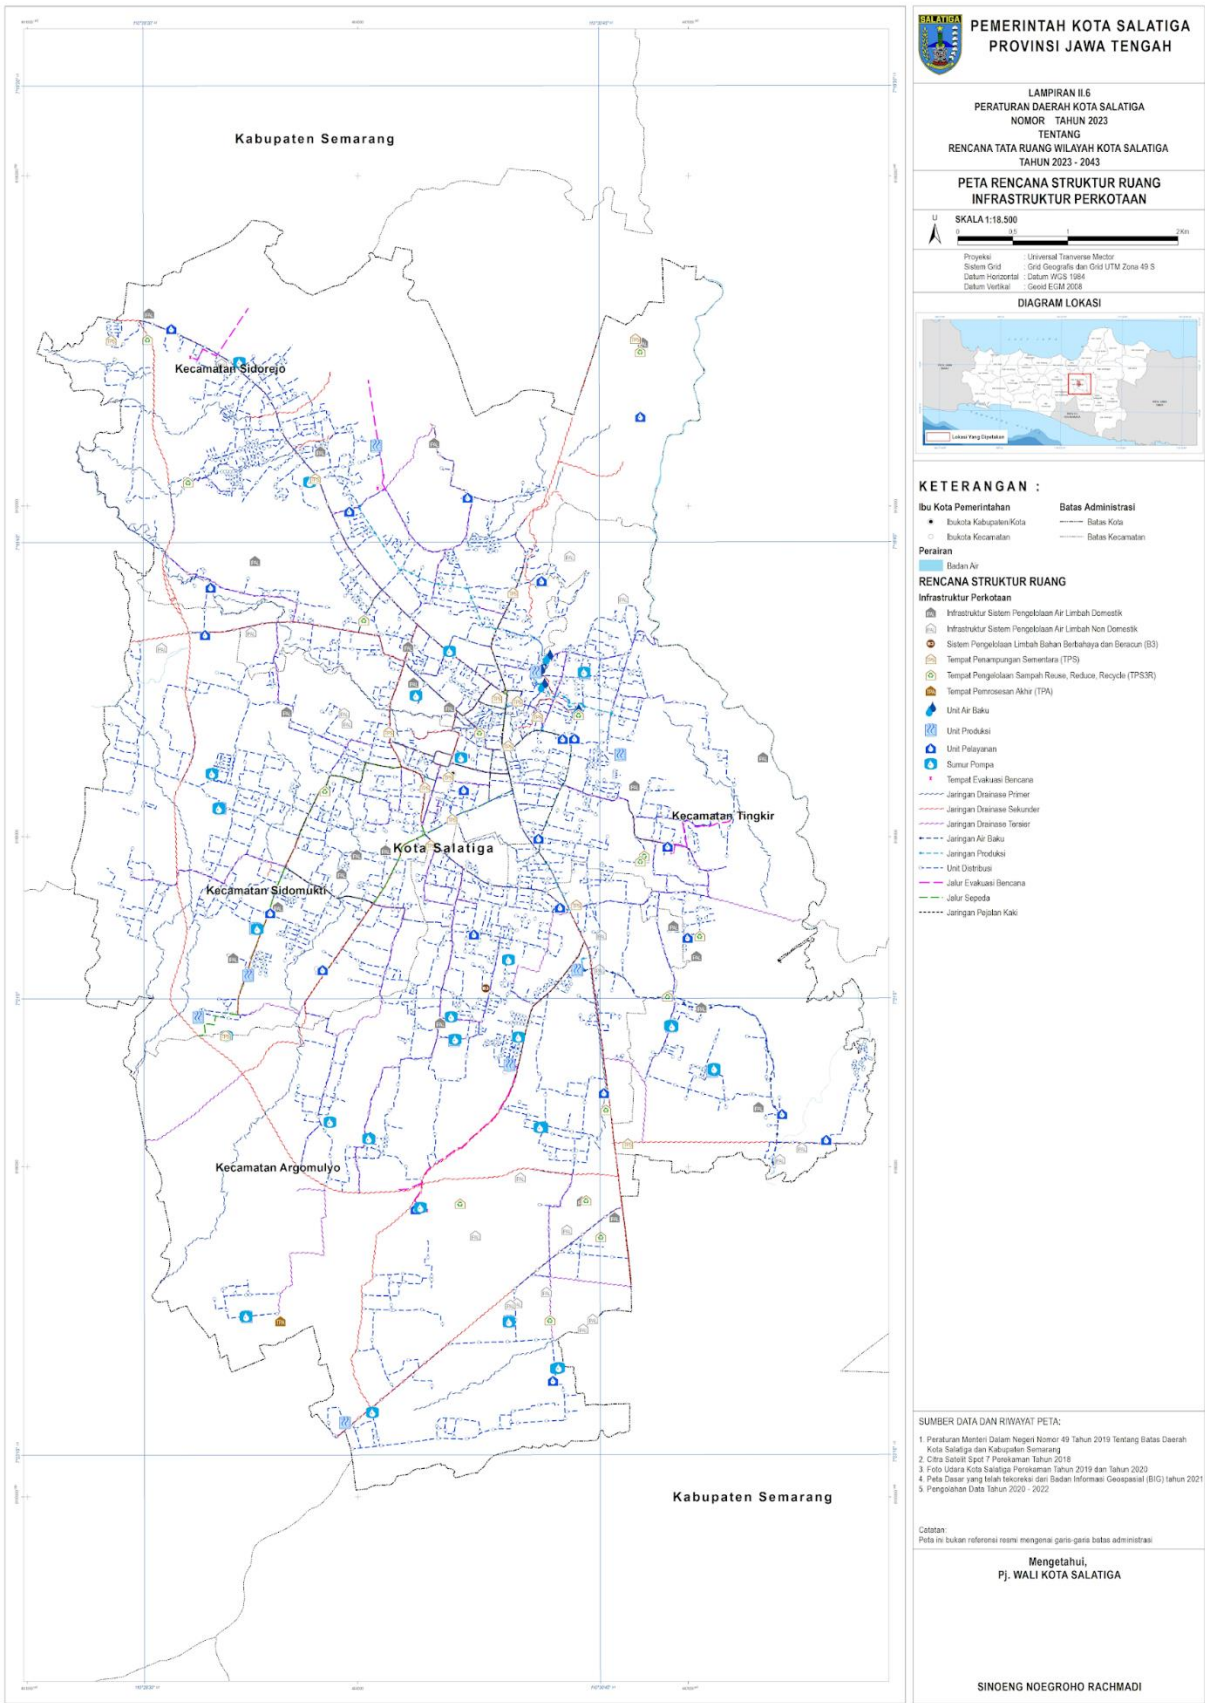 Kabupaten Semarang
Kecamatan Sidorejo
Kecamatan Tingkir
Kota Salatiga
Kecamatan Sidomukti
Kecamatan Argomulyo
Kabupaten Semarang
SALATIGA
PEMERINTAH KOTA SALATIGA
PROVINSI JAWA TENGAH
LAMPIRAN II.6
PERATURAN DAERAH KOTA SALATIGA
NOMOR TAHUN 2023
TENTANG
RENCANA TATA RUANG WILAYAH KOTA SALATIGA
TAHUN 2023 - 2043
PETA RENCANA STRUKTUR RUANG
INFRASTRUKTUR PERKOTAAN
U
SKALA 1:18.500
0 0.5 1 2 Km
Proyeksi : Universal Tranverse Mector
Sistem Grid : Grid Geografis dan Grid UTM Zone 49 S
Datum Horizontal : Datum WGS 1984
Datum Vertikal : Geoid EGM 2008
DIAGRAM LOKASI
Lokasi Yang Dipetakan
KETERANGAN :
Ibu Kota Pemerintahan
Ibukota Kabupaten/Kota
Ibukota Kecamatan
Batas Administrasi
Batas Kota
Batas Kecamatan
Perairan
Badan Air
RENCANA STRUKTUR RUANG
Infrastruktur Perkotaan
Infrastruktur Sistem Pengelolaan Air Limbah Domestik
Infrastruktur Sistem Pengelolaan Air Limbah Non Domestik
Sistem Pengelolaan Limbah Bahan Berbahaya dan Beracun (B3)
Tempat Penampungan Sementara (TPS)
Tempat Pengelolaan Sampah Reuse, Reduce, Recycle (TPS3R)
Tempat Pemrosesan Akhir (TPA)
Unit Air Baku
Unit Produksi
Unit Pelayanan
Sumur Pompa
Tempat Evakuasi Bencana
Jaringan Drainase Primer
Jaringan Drainase Sekunder
Jaringan Drainase Tersier
Jaringan Air Baku
Jaringan Produksi
Unit Distribusi
Jalur Evakuasi Bencana
Jalur Sepeda
Jaringan Pejalan Kaki
SUMBER DATA DAN RIWAYAT PETA:
1. Peraturan Menteri Dalam Negeri Nomor 49 Tahun 2019 Tentang Batas Daerah
Kota Salatiga dan Kabupaten Semarang
2. Citra Satelit Spot 7 Perekaman Tahun 2018
3. Foto Udara Kota Salatiga Perekaman Tahun 2019 dan Tahun 2020
4. Peta Dasar yang telah tekoreksi dari Badan Informasi Geospasial (BIG) tahun 2021
5. Pengolahan Data Tahun 2020 - 2022
Catatan:
Peta ini bukan referensi resmi mengenai garis-garis batas administrasi
Mengetahui,
Pj. WALI KOTA SALATIGA
SINOENG NOEGROHO RACHMADI